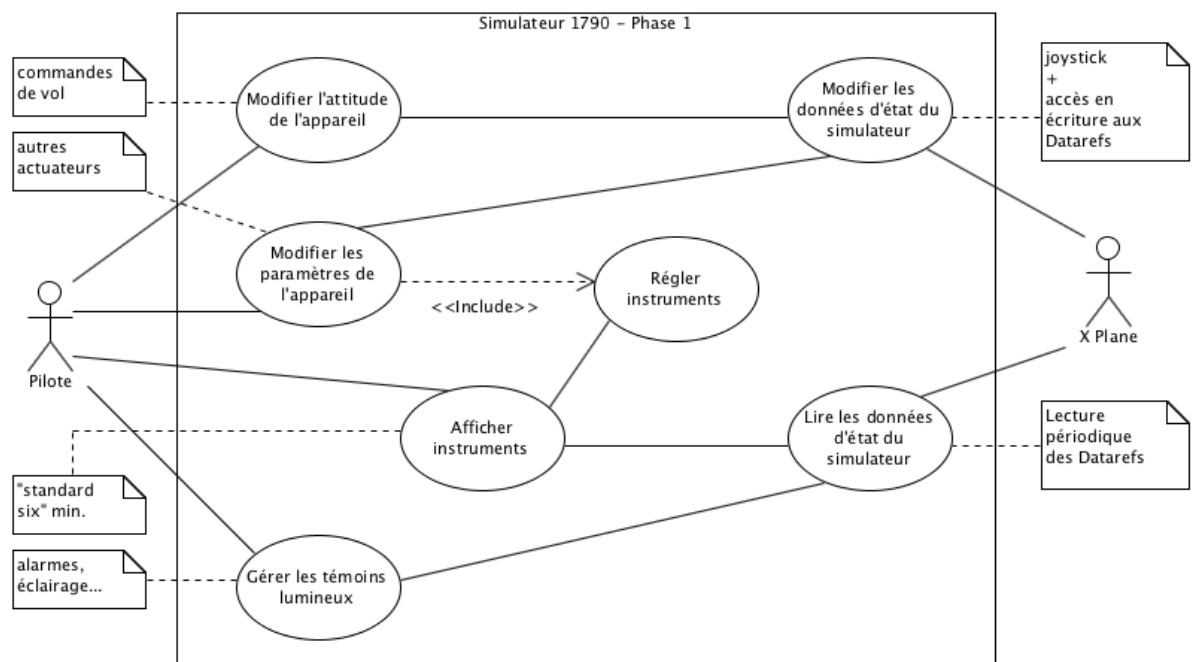 Simulateur 1790 – Phase 1
commandes
de vol
Modifier l'attitude
de l'appareil
Modifier les
données d'état du
simulateur
joystick
+
accès en
écriture aux
Datarefs
autres
actuateurs
Modifier les
paramètres de
l'appareil
<<Include>>
Régler
instruments
Pilote
X Plane
Afficher
instruments
Lire les données
d'état du
simulateur
Lecture
périodique
des Datarefs
"standard
six" min.
alarmes,
éclairage...
Gérer les témoins
lumineux